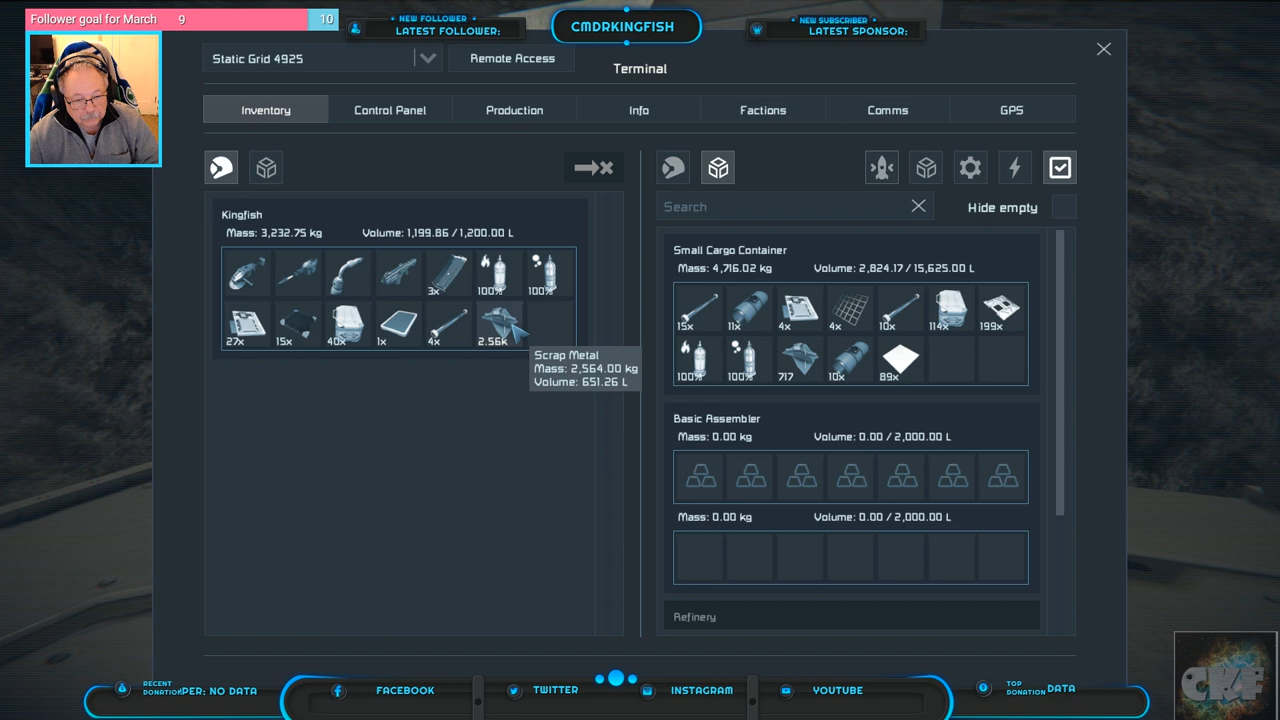 Follower goal for March 9 10
NEW FOLLOWER
LATEST FOLLOWER:
CMDRKINGFISH
NEW SUBSCRIBER
LATEST SPONSOR:
Static Grid 4925
Remote Access
Terminal
Inventory
Control Panel
Production
Info
Factions
Comms
GPS
Kingfish
Mass: 3,232.75 kg Volume: 1,199.86 / 1,200.00 L
3x 100% 100%
27x 15x 40x 1x 4x 2.56k
Scrap Metal
Mass: 2,564.00 kg
Volume: 651.26 L
Search
Hide empty
Small Cargo Container
Mass: 4,716.02 kg Volume: 2,824.17 / 15,625.00 L
15x 11x 4x 4x 10x 114x 199x
100% 100% 717 10x 89x
Basic Assembler
Mass: 0.00 kg Volume: 0.00 / 2,000.00 L
Mass: 0.00 kg Volume: 0.00 / 2,000.00 L
Refinery
RECENT
DONATION
PER: NO DATA
FACEBOOK
TWITTER
INSTAGRAM
YOUTUBE
TOP
DONATION
DATA
CKF